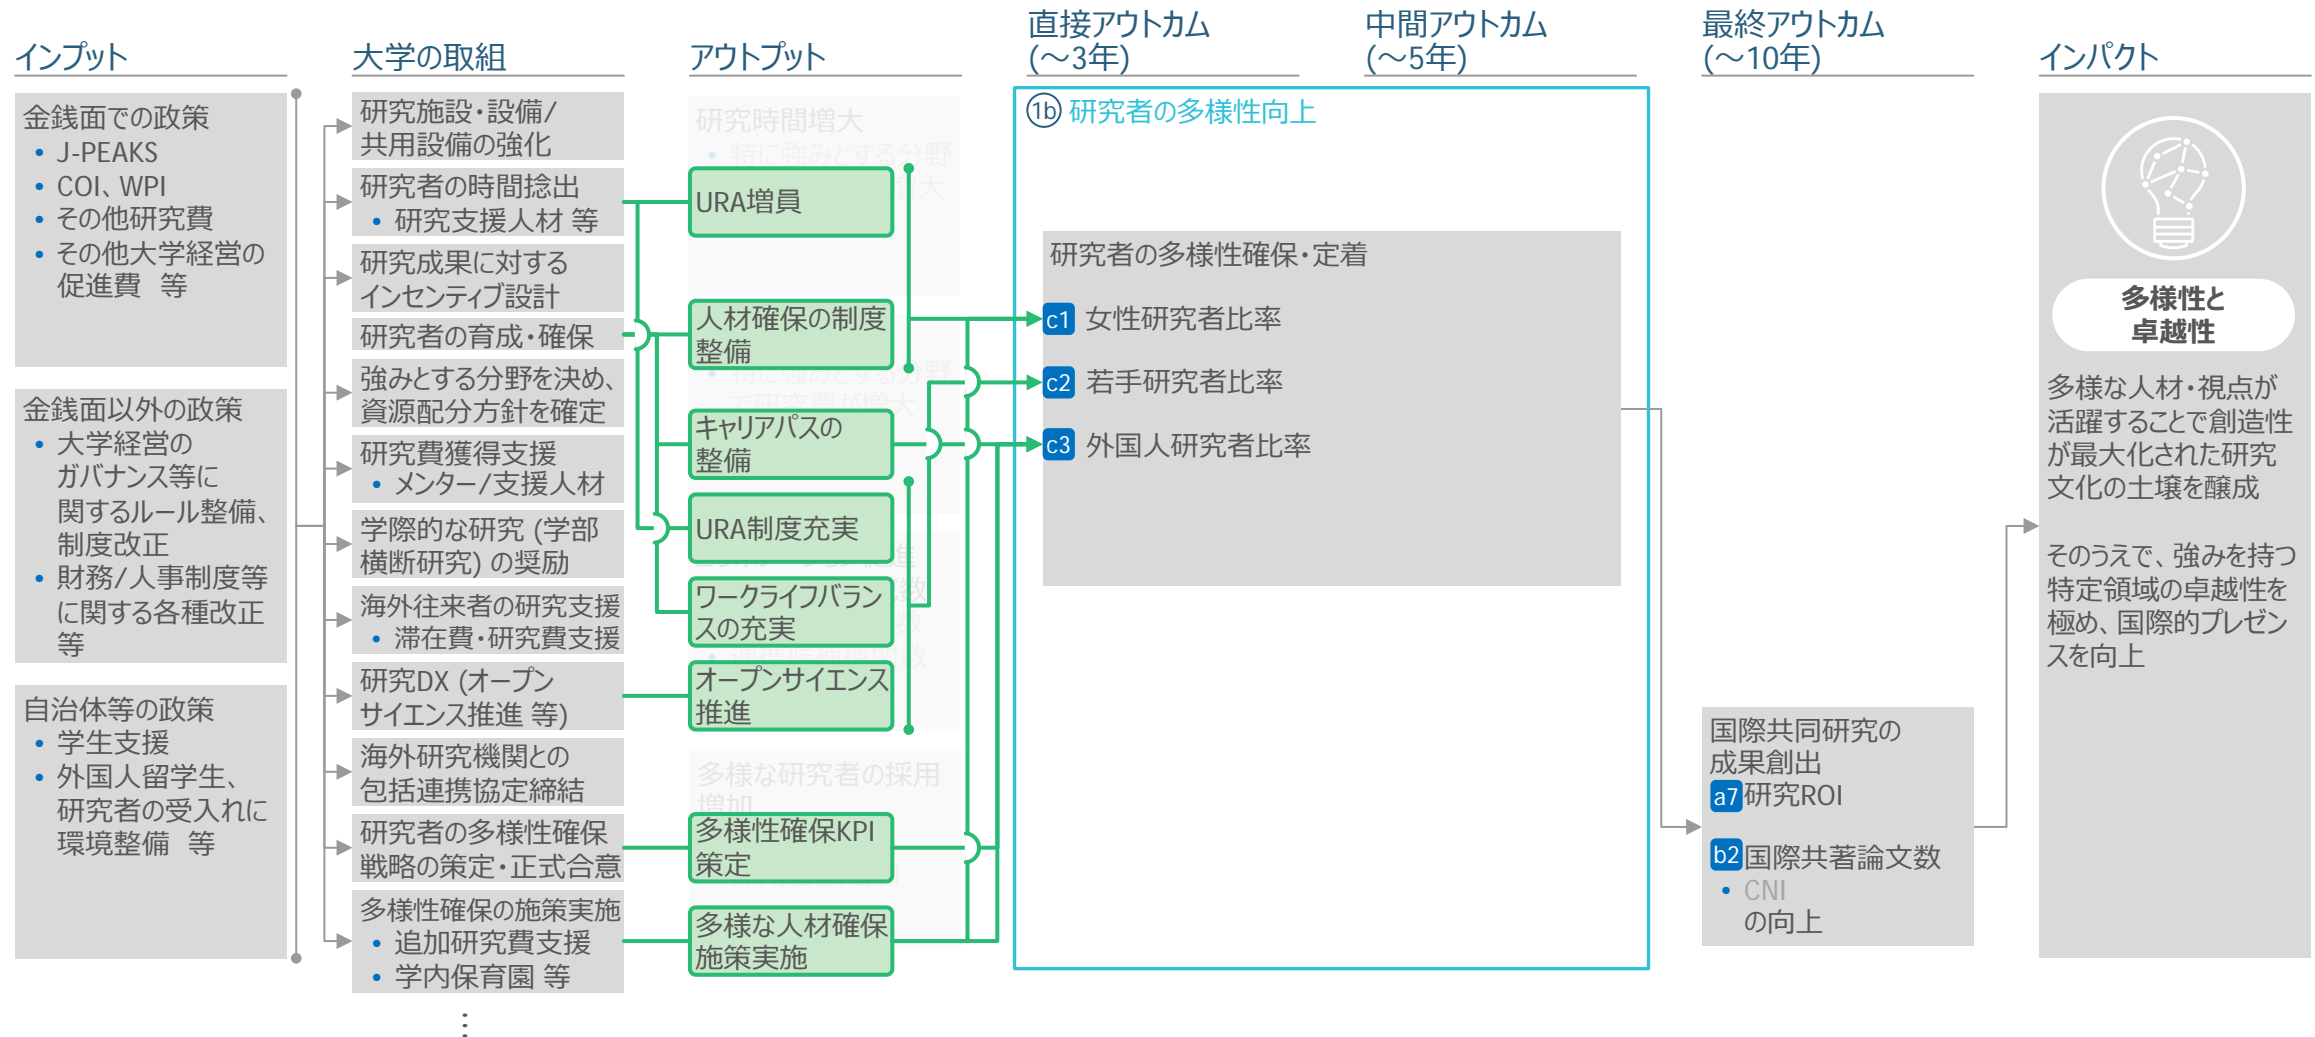 インプット
大学の取組
アウトプット
直接アウトカム
(～3年)
中間アウトカム
(～5年)
最終アウトカム
(～10年)
インパクト
金銭面での政策
• J-PEAKS
• COI、WPI
• その他研究費
• その他大学経営の
促進費 等
金銭面以外の政策
• 大学経営の
ガバナンス等に
関するルール整備、
制度改正
• 財務/人事制度等
に関する各種改正
等
自治体等の政策
• 学生支援
• 外国人留学生、
研究者の受入れに
環境整備 等
研究施設・設備/
共用設備の強化
研究者の時間捻出
• 研究支援人材 等
研究成果に対する
インセンティブ設計
研究者の育成・確保
強みとする分野を決め、
資源配分方針を確定
研究費獲得支援
• メンター/支援人材
学際的な研究 (学部
横断研究) の奨励
海外往来者の研究支援
• 滞在費・研究費支援
研究DX (オープン
サイエンス推進 等)
海外研究機関との
包括連携協定締結
研究者の多様性確保
戦略の策定・正式合意
多様性確保の施策実施
• 追加研究費支援
• 学内保育園 等
…
研究時間増大
• 特に強みとする分野
URA増員
人材確保の制度
整備
• 特に強みとする分野
で研究費が増大
キャリアパスの
整備
URA制度充実
ワークライフバラン
スの充実
オープンサイエンス
推進
多様な研究者の採用
増加
多様性確保KPI
策定
多様な人材確保
施策実施
1b 研究者の多様性向上
研究者の多様性確保・定着
c1 女性研究者比率
c2 若手研究者比率
c3 外国人研究者比率
国際共同研究の
成果創出
a7 研究ROI
b2 国際共著論文数
• CNI
の向上
多様性と
卓越性
多様な人材・視点が
活躍することで創造性
が最大化された研究
文化の土壌を醸成
そのうえで、強みを持つ
特定領域の卓越性を
極め、国際的プレゼン
スを向上